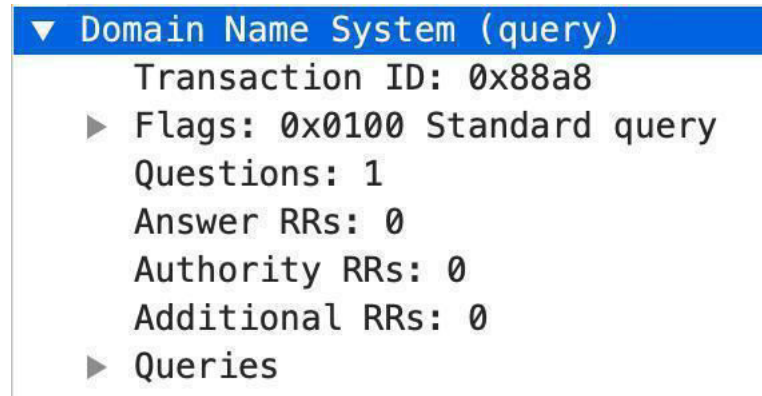 Domain Name System (query)
Transaction ID: 0x88a8
Flags: 0x0100 Standard query
Questions: 1
Answer RRs: 0
Authority RRs: 0
Additional RRs: 0
Queries